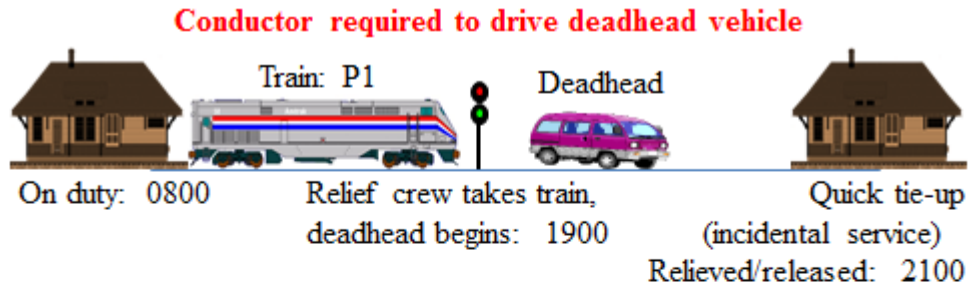 Conductor required to drive deadhead vehicle
Train: P1
Deadhead
On duty: 0800
Relief crew takes train,
deadhead begins: 1900
Quick tie-up
(incidental service)
Relieved/released: 2100